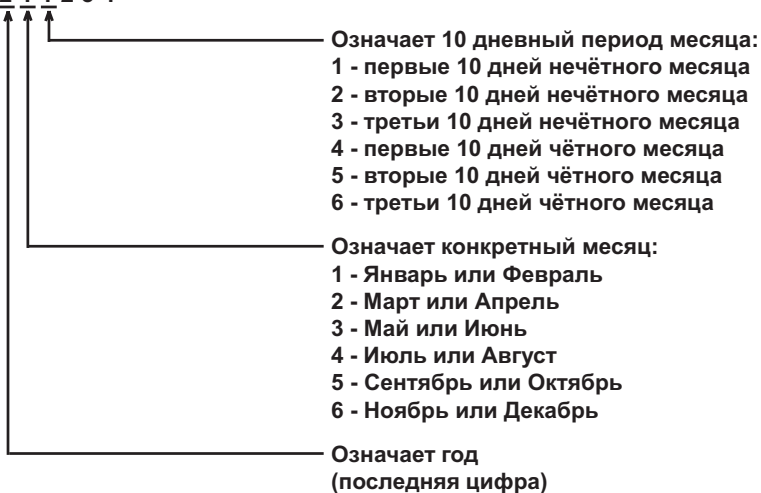 Означает 10 дневный период месяца:
1 - первые 10 дней нечётного месяца
2 - вторые 10 дней нечётного месяца
3 - третьи 10 дней нечётного месяца
4 - первые 10 дней чётного месяца
5 - вторые 10 дней чётного месяца
6 - третьи 10 дней чётного месяца
Означает конкретный месяц:
1 - Январь или Февраль
2 - Март или Апрель
3 - Май или Июнь
4 - Июль или Август
5 - Сентябрь или Октябрь
6 - Ноябрь или Декабрь
Означает год
(последняя цифра)